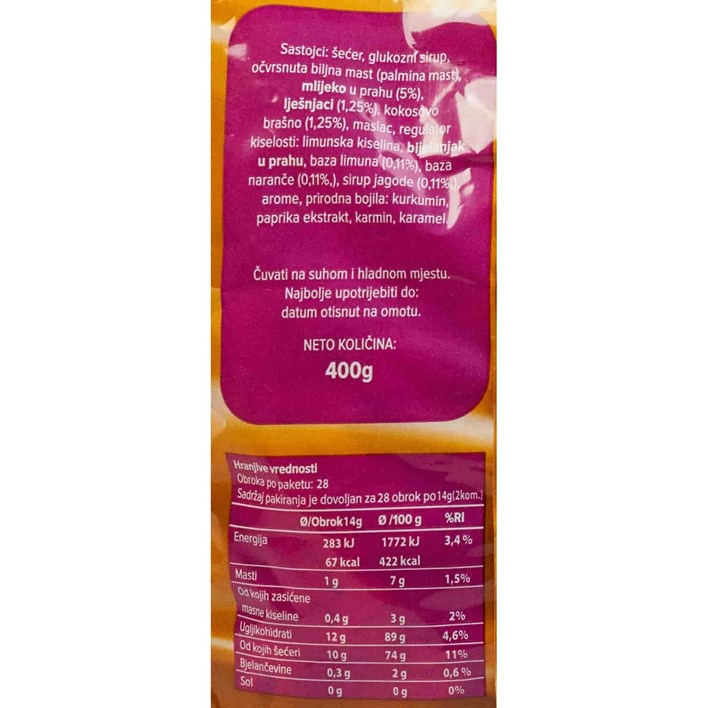 Sastojci: šećer, glukozni sirup,
očvrsnuta biljna mast (palmina mast),
mlijeko u prahu (5%),
lješnjaci (1,25%), kokosovo
brašno (1,25%), maslac, regulator
kiselosti: limunska kiselina, bjelanjak
u prahu, baza limuna (0,11%), baza
naranče (0,11%,), sirup jagode (0,11%),
arome, prirodna bojila: kurkumin,
paprika ekstrakt, karmin, karamel.
Čuvati na suhom i hladnom mjestu.
Najbolje upotrijebiti do:
datum otisnut na omotu.
NETO KOLIČINA:
400g
Hranjive vrednosti
Obroka po paketu: 28
Sadržaj pakiranja je dovoljan za 28 obrok po 14g(2kom.)
Ø/Obrok14g Ø/100 g %RI
Energija 283 kJ 1772 kJ 3,4 %
67 kcal 422 kcal
Masti 1 g 7 g 1,5%
Od kojih zasićene
masne kiseline 0,4 g 3 g 2%
Ugljikohidrati 12 g 89 g 4,6%
Od kojih šećeri 10 g 74 g 11%
Bjelančevine 0,3 g 2 g 0,6 %
Sol 0 g 0 g 0%